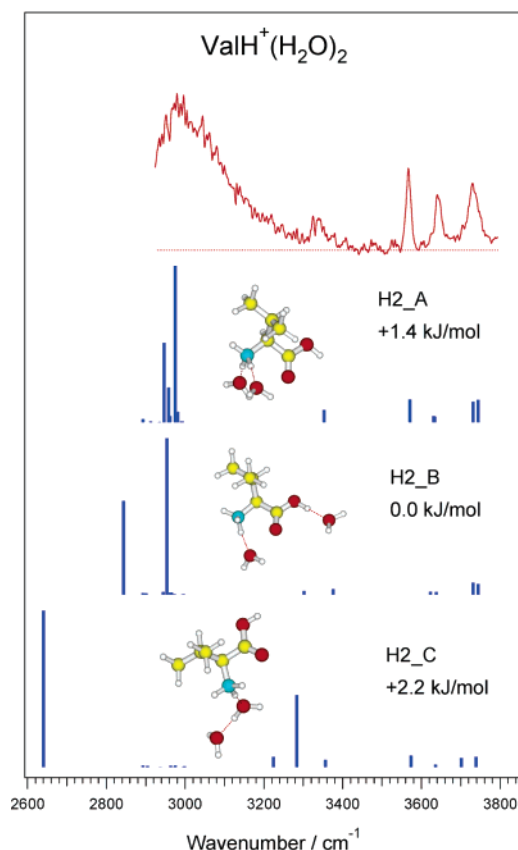 ValH⁺(H₂O)₂
H2_A
+1.4 kJ/mol
H2_B
0.0 kJ/mol
H2_C
+2.2 kJ/mol
2600 2800 3000 3200 3400 3600 3800
Wavenumber / cm⁻¹